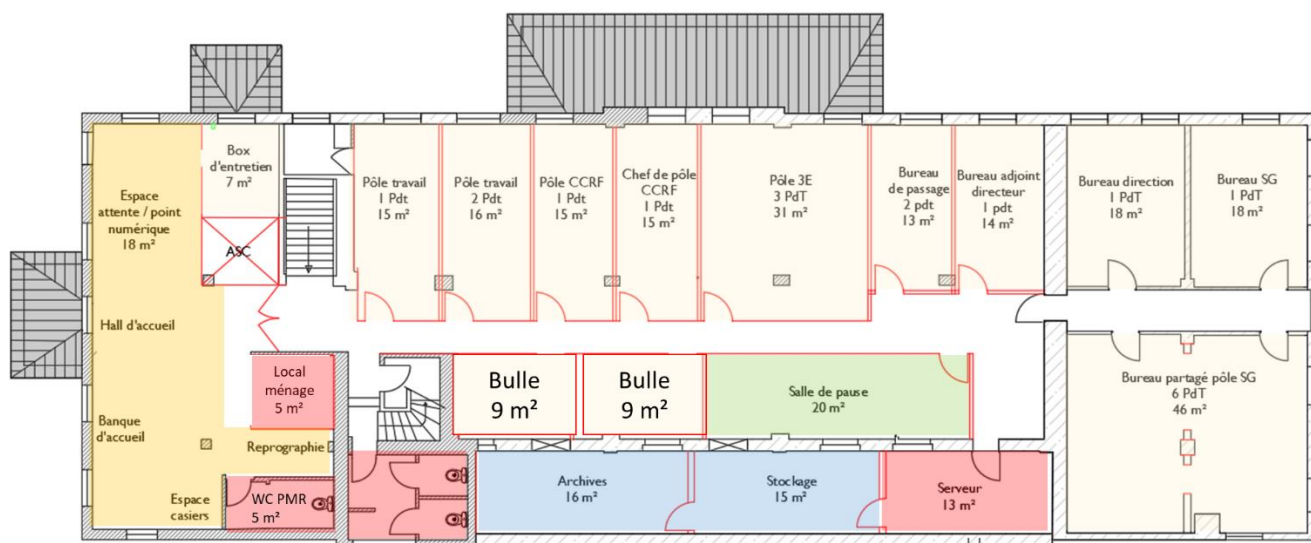 Box
d'entretien
7 m²
Espace
attente / point
numérique
18 m²
ASC
Pôle travail
1 Pdt
15 m²
Pôle travail
2 Pdt
16 m²
Pôle CCRF
1 Pdt
15 m²
Chef de pôle
CCRF
1 Pdt
15 m²
Pôle 3E
3 PdT
31 m²
Bureau
de passage
2 pdt
13 m²
Bureau adjoint
directeur
1 pdt
14 m²
Bureau direction
1 PdT
18 m²
Bureau SG
1 PdT
18 m²
Hall d'accueil
Local
ménage
5 m²
Bulle
9 m²
Bulle
9 m²
Salle de pause
20 m²
Bureau partagé pôle SG
6 PdT
46 m²
Banque
d'accueil
Reprographie
Espace
casiers
WC PMR
5 m²
Archives
16 m²
Stockage
15 m²
Serveur
13 m²